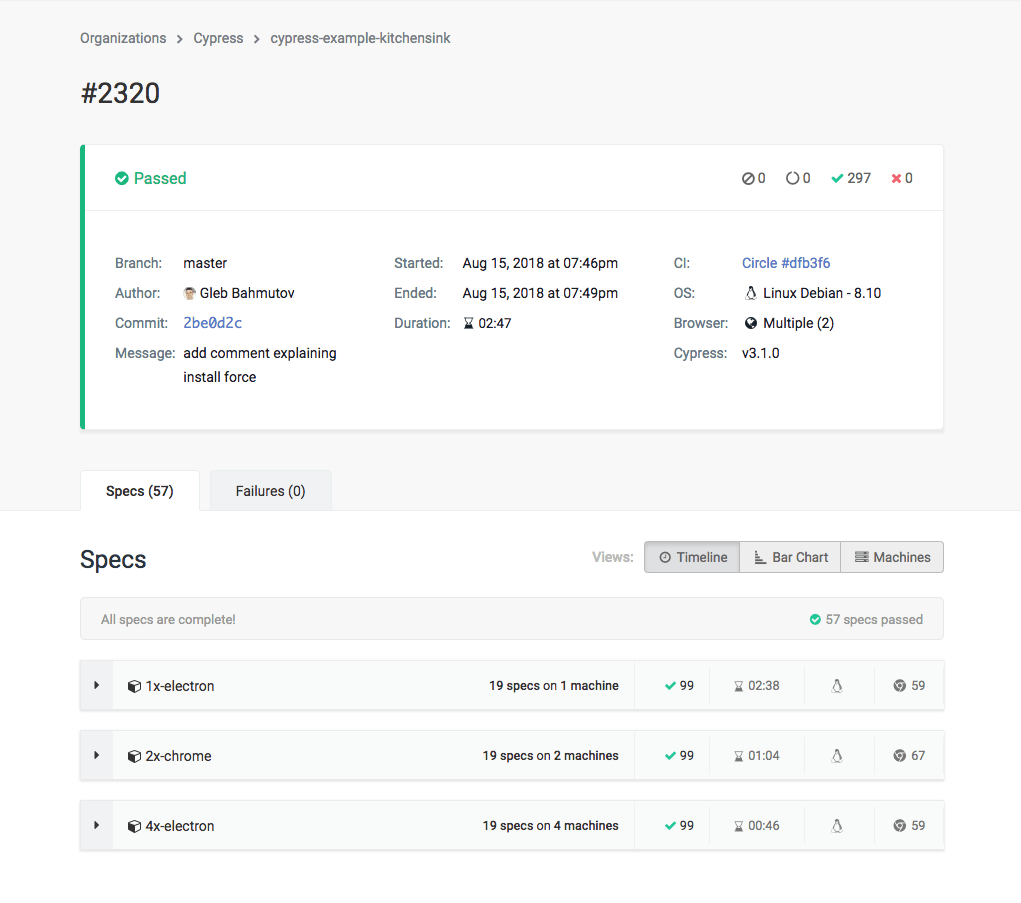 Organizations > Cypress > cypress-example-kitchensink
#2320
Passed 0 0 297 0
Branch: master Started: Aug 15, 2018 at 07:46pm CI: Circle #dfb3f6
Author: Gleb Bahmutov Ended: Aug 15, 2018 at 07:49pm OS: Linux Debian - 8.10
Commit: 2be0d2c Duration: 02:47 Browser: Multiple (2)
Message: add comment explaining Cypress: v3.1.0
install force
Specs (57) Failures (0)
Specs Views: Timeline Bar Chart Machines
All specs are complete! 57 specs passed
1x-electron 19 specs on 1 machine 99 02:38 59
2x-chrome 19 specs on 2 machines 99 01:04 67
4x-electron 19 specs on 4 machines 99 00:46 59